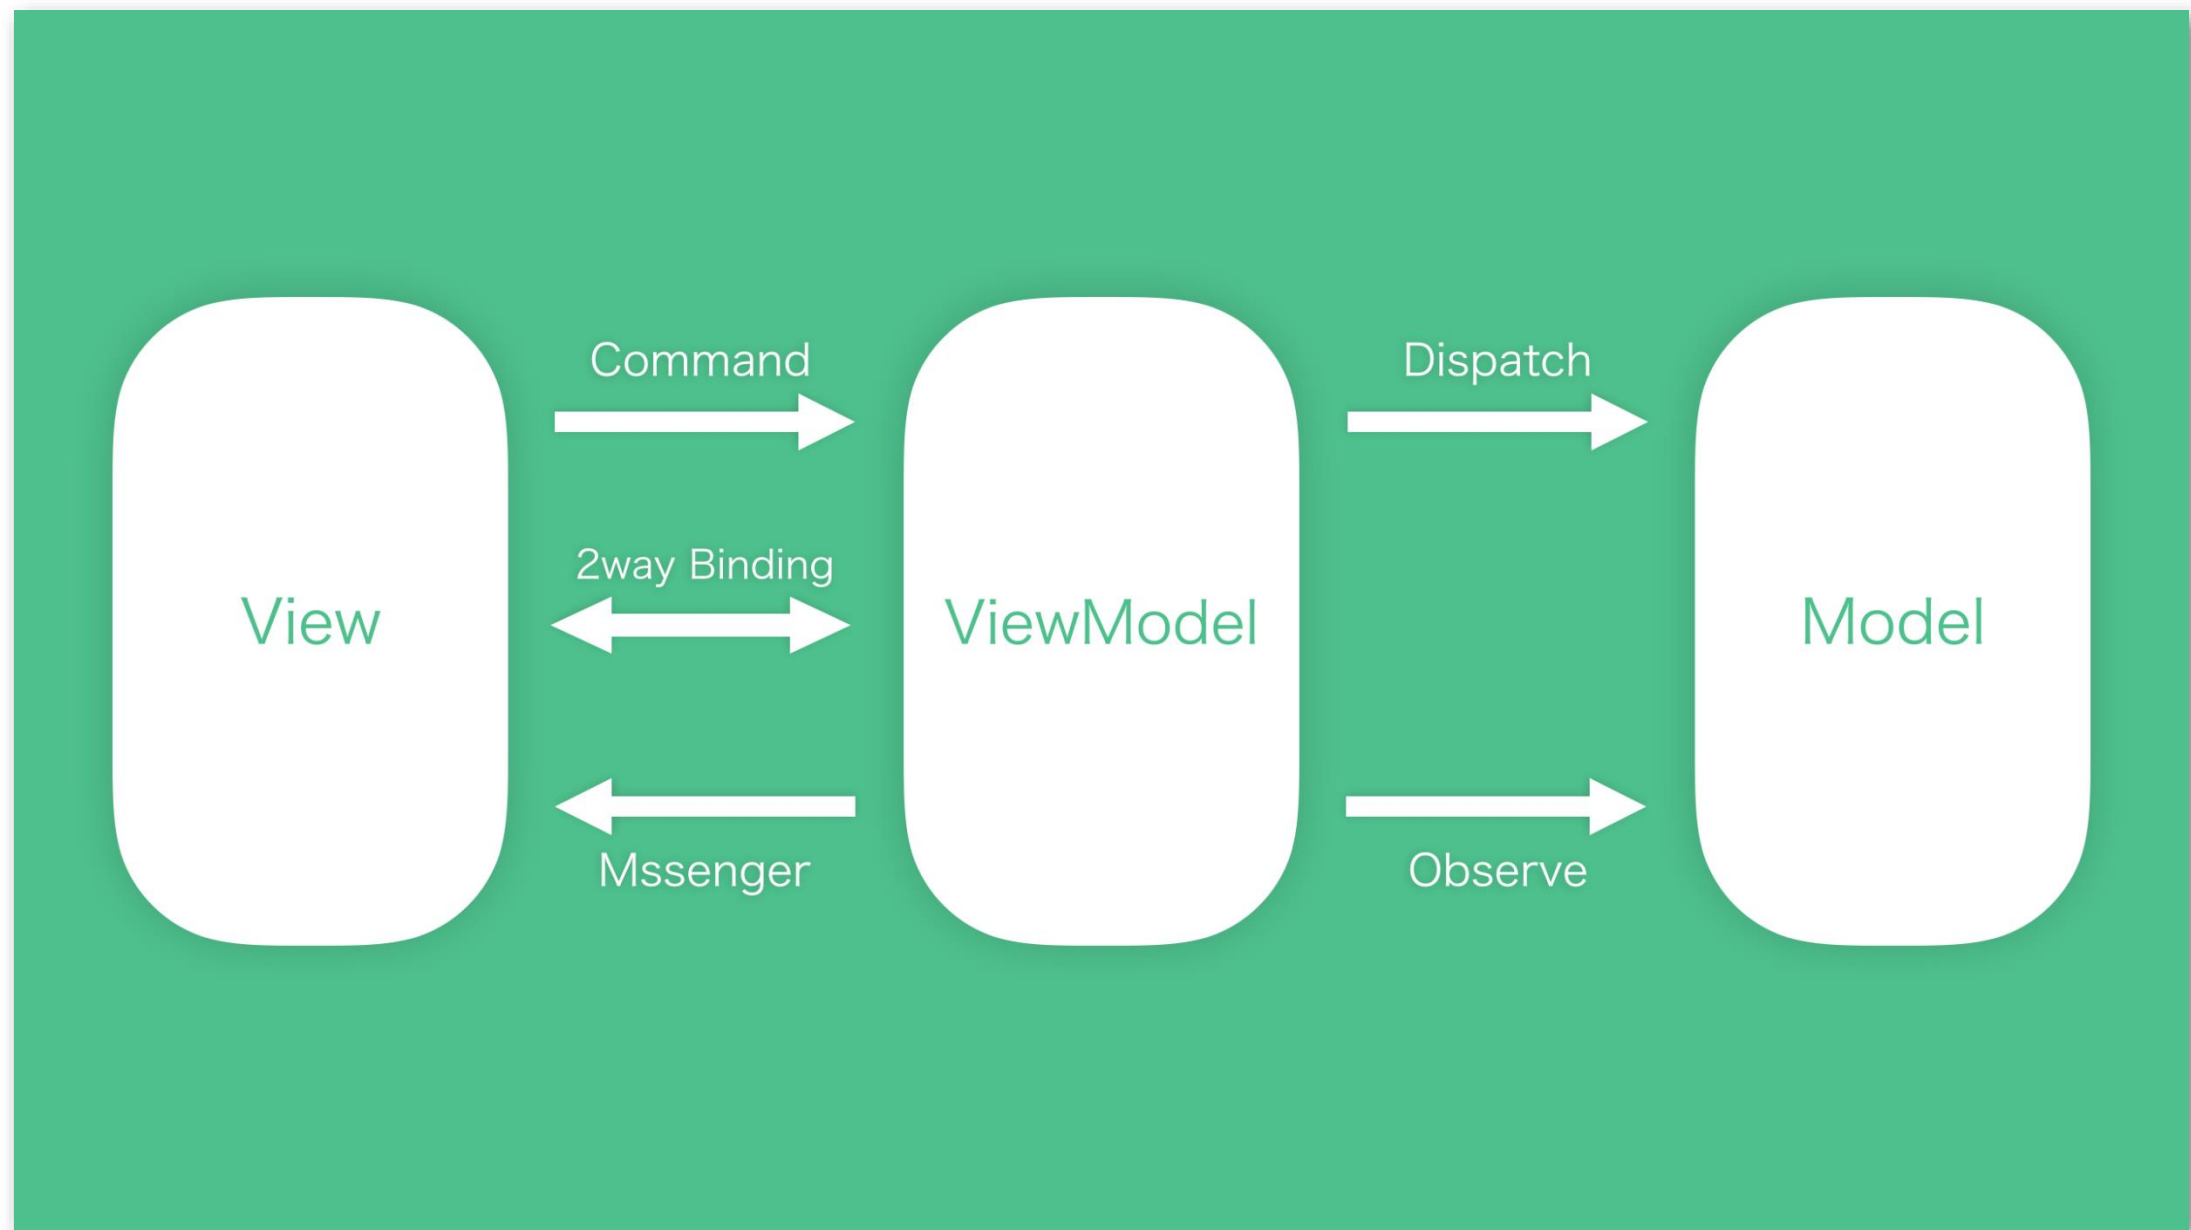 Command
Dispatch
2way Binding
View
ViewModel
Model
Mssenger
Observe